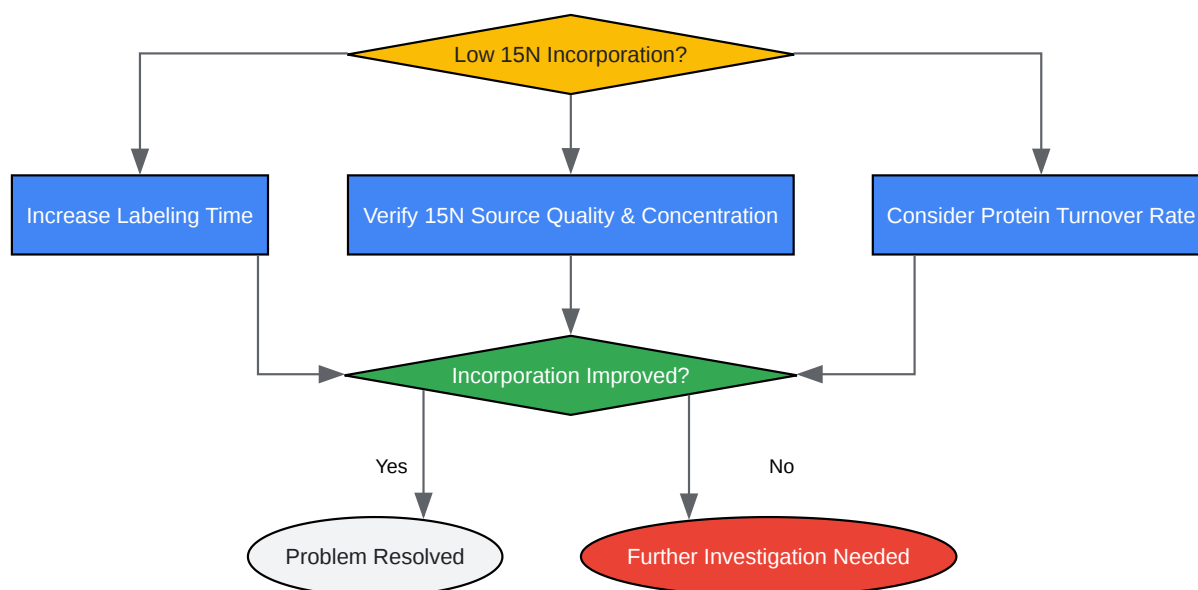 Low 15N Incorporation?
Increase Labeling Time
Verify 15N Source Quality & Concentration
Consider Protein Turnover Rate
Incorporation Improved?
Yes
No
Problem Resolved
Further Investigation Needed